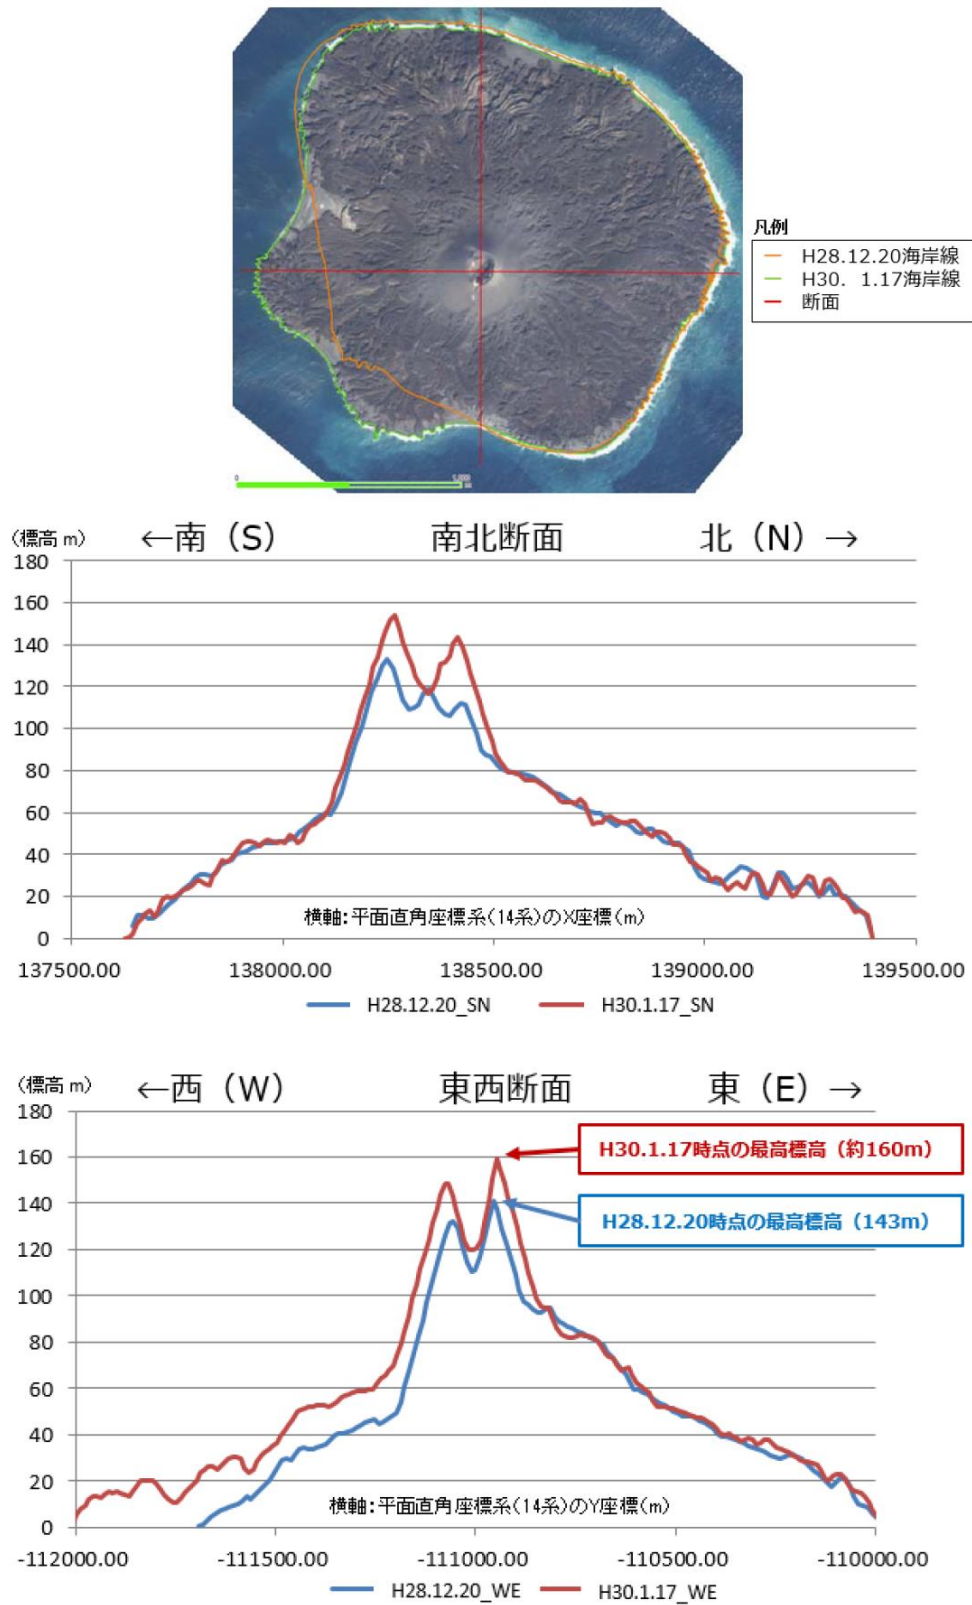 凡例
H28.12.20海岸線
H30. 1.17海岸線
断面
0
1,000
m
(標高 m)
←南（S）
南北断面
北（N）→
180
160
140
120
100
80
60
40
20
0
横軸:平面直角座標系(14系)のX座標(m)
137500.00
138000.00
138500.00
139000.00
139500.00
H28.12.20_SN
H30.1.17_SN
(標高 m)
←西（W）
東西断面
東（E）→
180
160
140
120
100
80
60
40
20
0
H30.1.17時点の最高標高（約160m）
H28.12.20時点の最高標高（143m）
横軸:平面直角座標系(14系)のY座標(m)
-112000.00
-111500.00
-111000.00
-110500.00
-110000.00
H28.12.20_WE
H30.1.17_WE